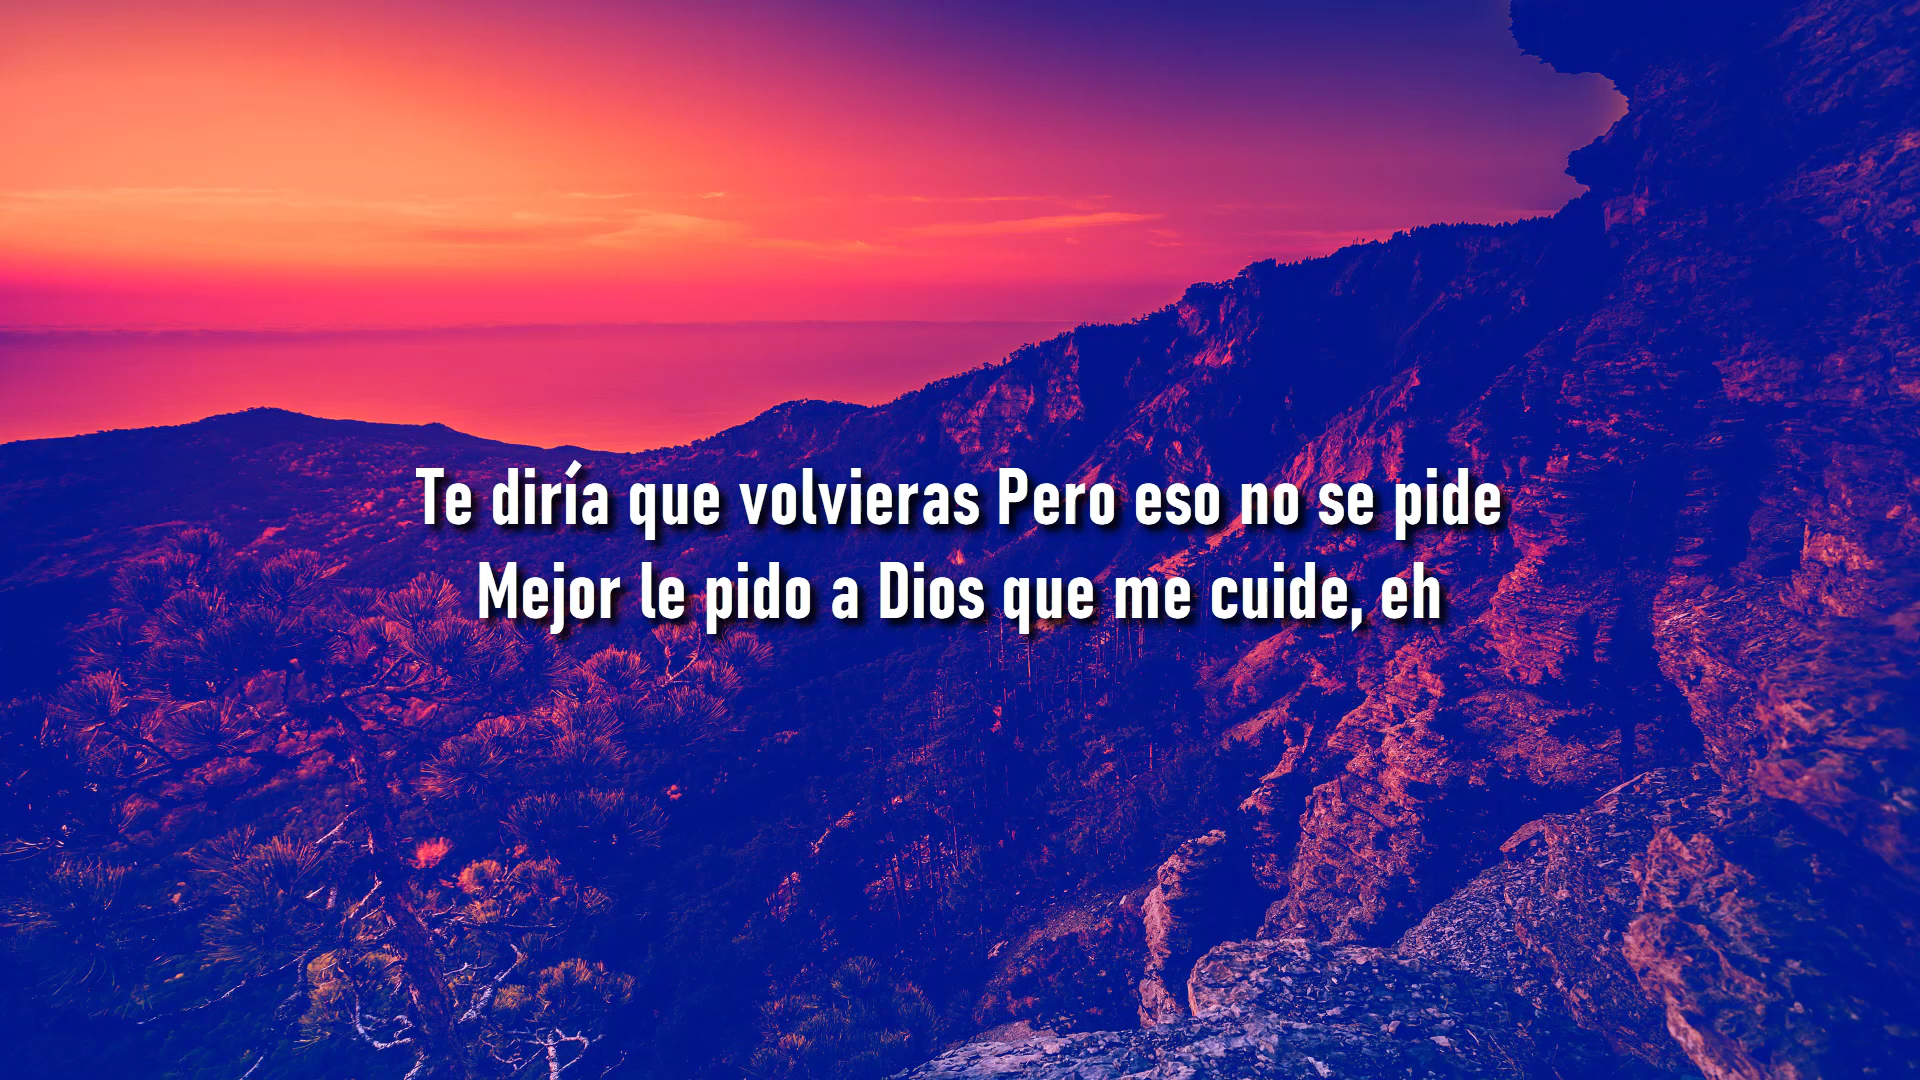 Te diría que volvieras Pero eso no se pide
Mejor le pido a Dios que me cuide, eh